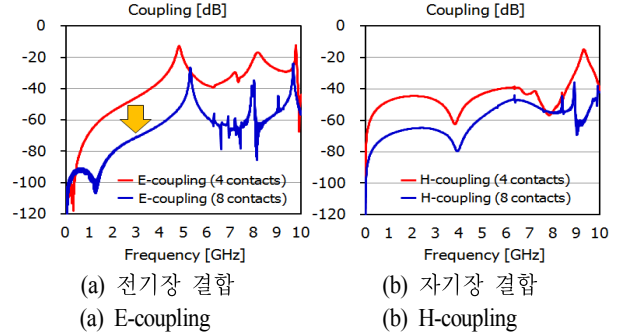 Coupling [dB]
0
-20
-40
-60
-80
-100
-120
E-coupling (4 contacts)
E-coupling (8 contacts)
0 1 2 3 4 5 6 7 8 9 10
Frequency [GHz]
(a) 전기장 결합
(a) E-coupling
Coupling [dB]
0
-20
-40
-60
-80
-100
-120
H-coupling (4 contacts)
H-coupling (8 contacts)
0 1 2 3 4 5 6 7 8 9 10
Frequency [GHz]
(b) 자기장 결합
(b) H-coupling